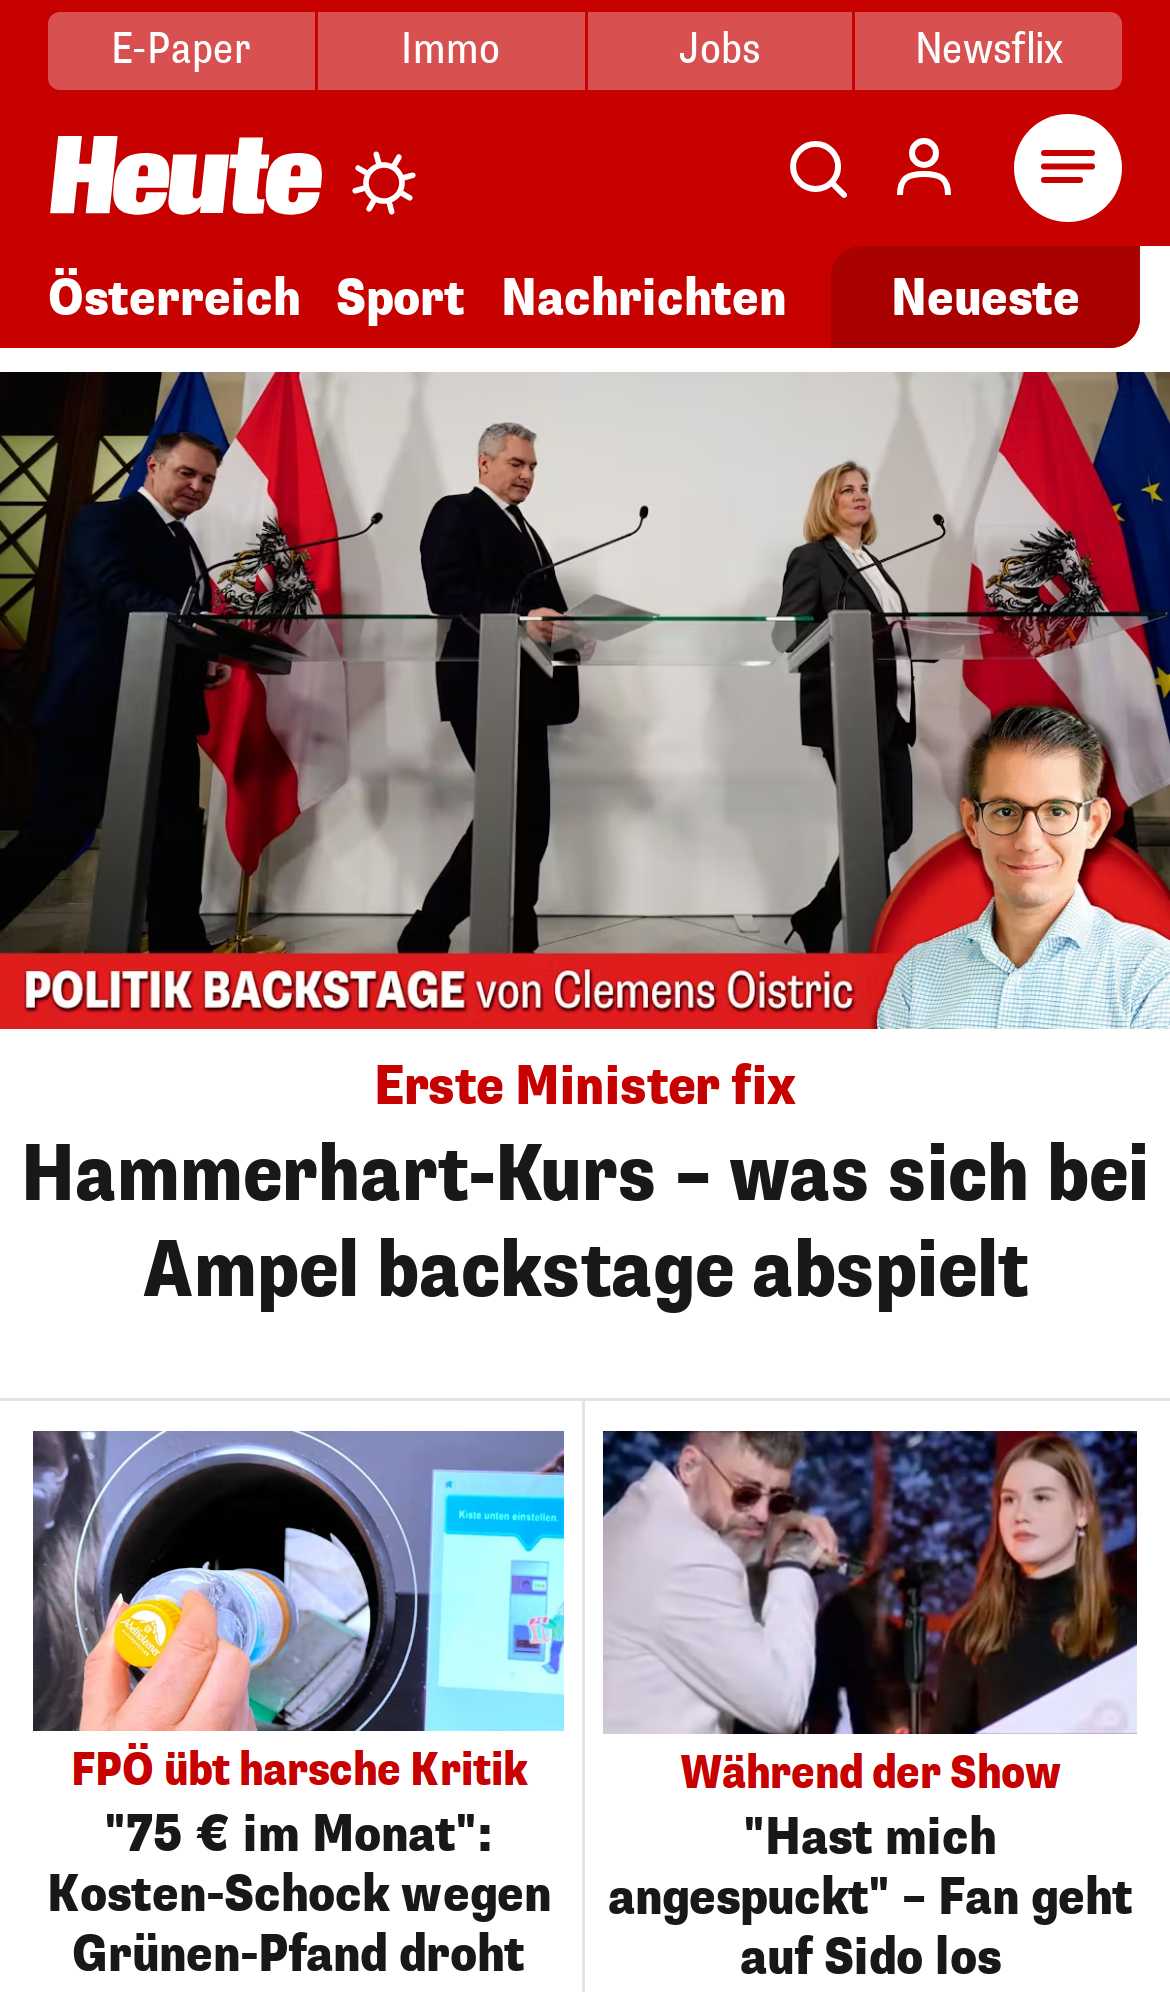 E-Paper
Immo
Jobs
Newsflix
Heute
Österreich
Sport
Nachrichten
Neueste
POLITIK BACKSTAGE von Clemens Oistric
Erste Minister fix
Hammerhart-Kurs – was sich bei
Ampel backstage abspielt
Kiste unten einstellen.
FPÖ übt harsche Kritik
"75 € im Monat":
Kosten-Schock wegen
Grünen-Pfand droht
Während der Show
"Hast mich
angespuckt" – Fan geht
auf Sido los